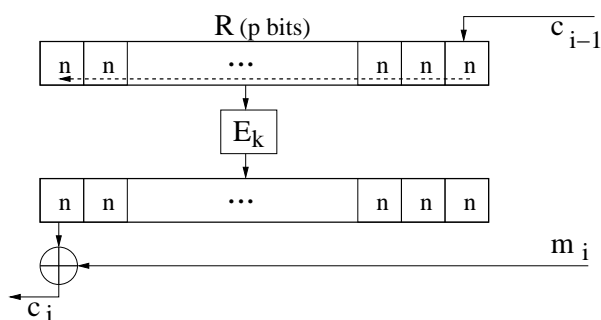 R (p bits)
c i−1
n n ... n n n
E k
n n ... n n n
m i
c i